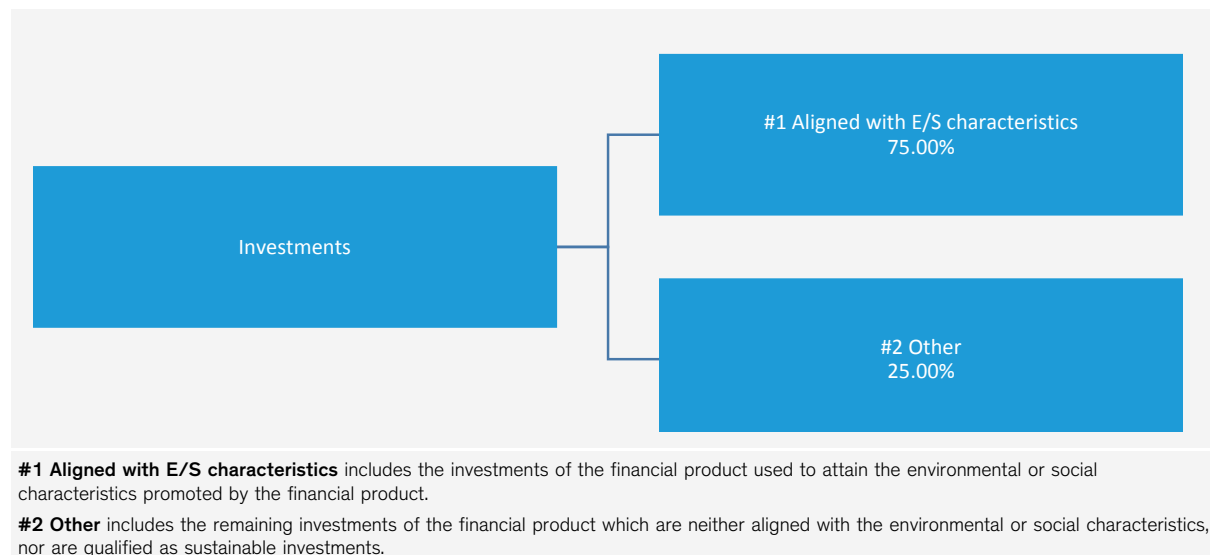 #1 Aligned with E/S characteristics
75.00%
Investments
#2 Other
25.00%
#1 Aligned with E/S characteristics includes the investments of the financial product used to attain the environmental or social
characteristics promoted by the financial product.
#2 Other includes the remaining investments of the financial product which are neither aligned with the environmental or social characteristics,
nor are qualified as sustainable investments.